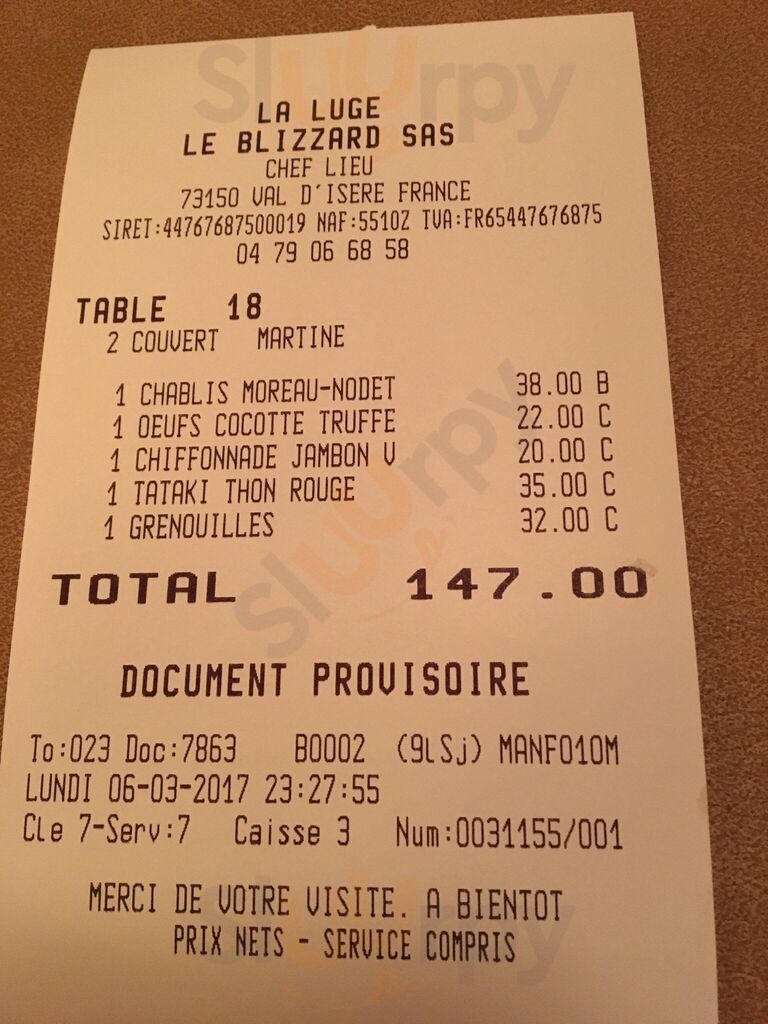 LA LUGE
LE BLIZZARD SAS
CHEF LIEU
73150 VAL D'ISERE FRANCE
SIRET:44767687500019 NAF:5510Z TVA:FR65447676875
04 79 06 68 58
TABLE 18
2 COUVERT MARTINE
1 CHABLIS MOREAU-NODET 38.00 B
1 OEUFS COCOTTE TRUFFE 22.00 C
1 CHIFFONNADE JAMBON V 20.00 C
1 TATAKI THON ROUGE 35.00 C
1 GRENOUILLES 32.00 C
TOTAL 147.00
DOCUMENT PROVISOIRE
To:023 Doc:7863 B0002 (9LSj) MANF010M
LUNDI 06-03-2017 23:27:55
Cle 7-Serv:7 Caisse 3 Num:0031155/001
MERCI DE VOTRE VISITE. A BIENTOT
PRIX NETS - SERVICE COMPRIS
Sluurpy
Sluurpy
Sluurpy